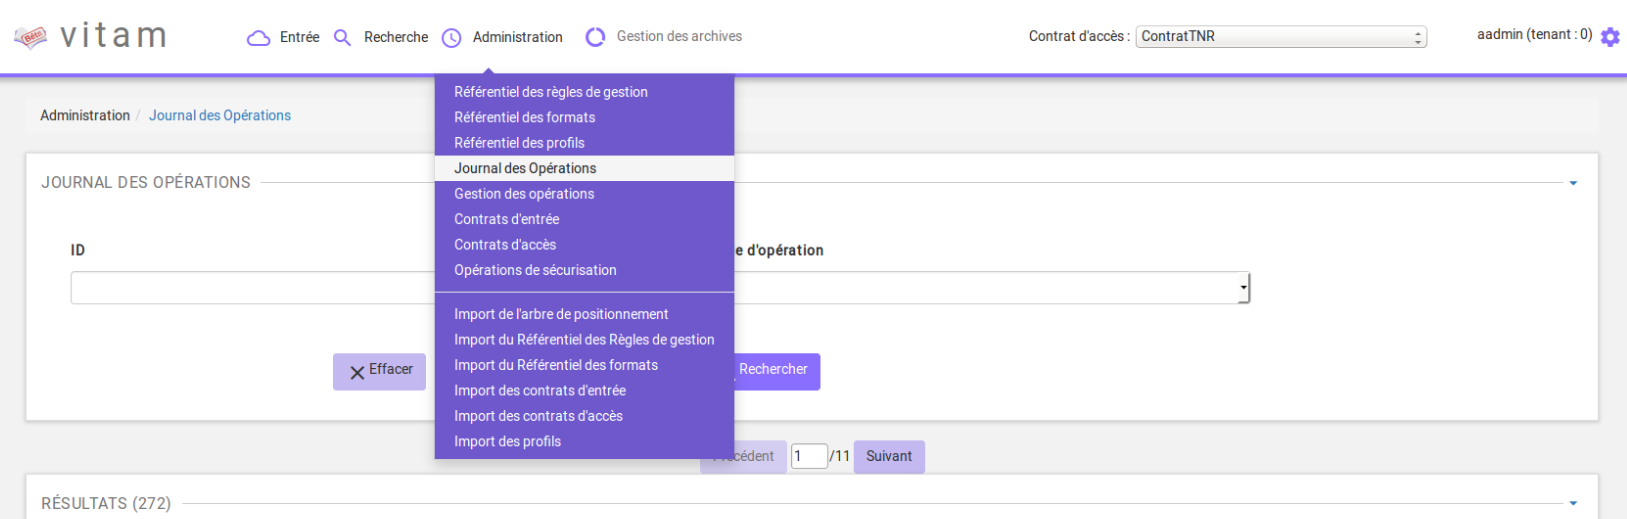 Bêta vitam
Entrée Recherche Administration Gestion des archives Contrat d'accès : ContratTNR aadmin (tenant : 0)
Administration / Journal des Opérations
Référentiel des règles de gestion
Référentiel des formats
Référentiel des profils
Journal des Opérations
Gestion des opérations
Contrats d'entrée
Contrats d'accès
Opérations de sécurisation
Import de l'arbre de positionnement
Import du Référentiel des Règles de gestion
Import du Référentiel des formats
Import des contrats d'entrée
Import des contrats d'accès
Import des profils
JOURNAL DES OPÉRATIONS
ID e d'opération
Effacer Rechercher
Précédent 1 /11 Suivant
RÉSULTATS (272)